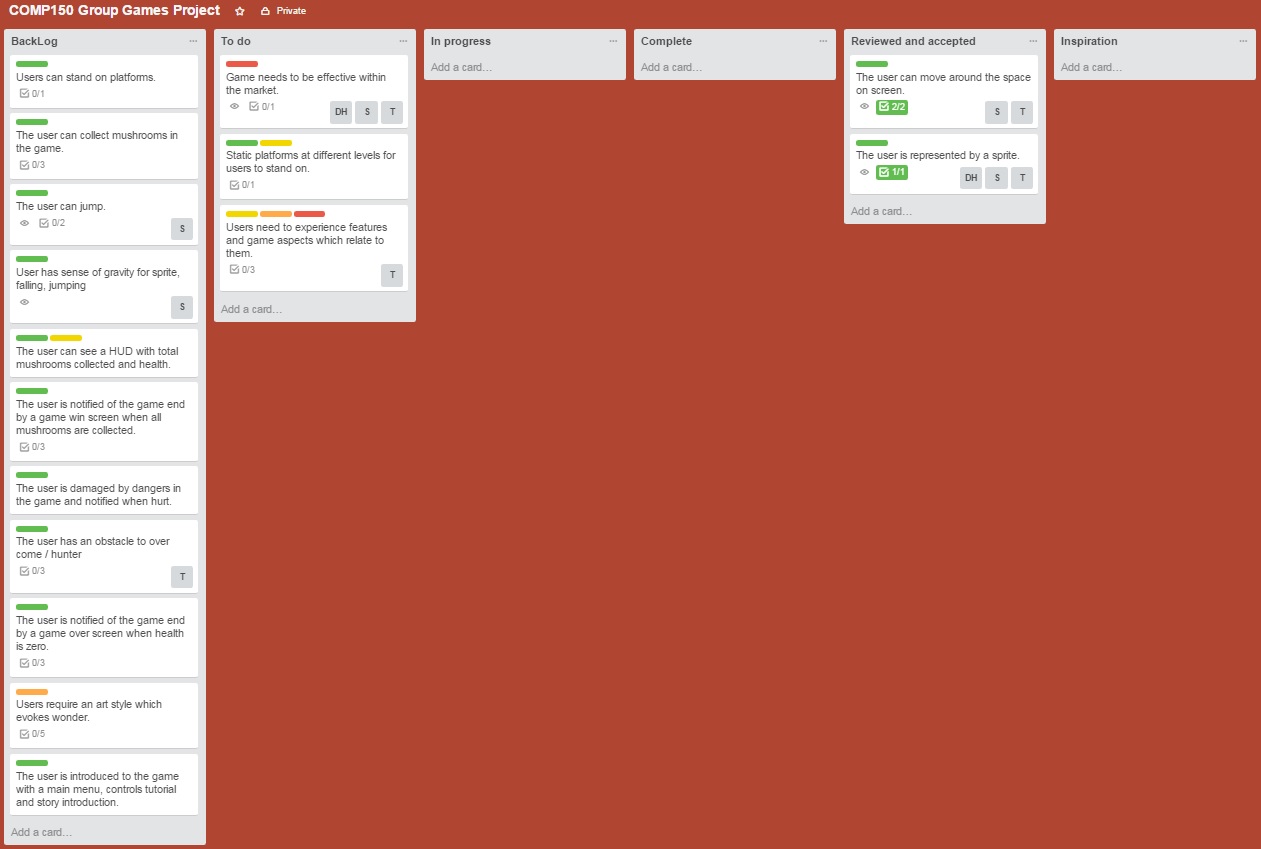 COMP150 Group Games Project
Private
BackLog
Users can stand on platforms.
0/1
The user can collect mushrooms in
the game.
0/3
The user can jump.
0/2
S
User has sense of gravity for sprite,
falling, jumping
S
The user can see a HUD with total
mushrooms collected and health.
The user is notified of the game end
by a game win screen when all
mushrooms are collected.
0/3
The user is damaged by dangers in
the game and notified when hurt.
The user has an obstacle to over
come / hunter
0/3
T
The user is notified of the game end
by a game over screen when health
is zero.
0/3
Users require an art style which
evokes wonder.
0/5
The user is introduced to the game
with a main menu, controls tutorial
and story introduction.
Add a card...
To do
Game needs to be effective within
the market.
0/1
DH S T
Static platforms at different levels for
users to stand on.
0/1
Users need to experience features
and game aspects which relate to
them.
0/3
T
Add a card...
In progress
Add a card...
Complete
Add a card...
Reviewed and accepted
The user can move around the space
on screen.
2/2
S T
The user is represented by a sprite.
1/1
DH S T
Add a card...
Inspiration
Add a card...